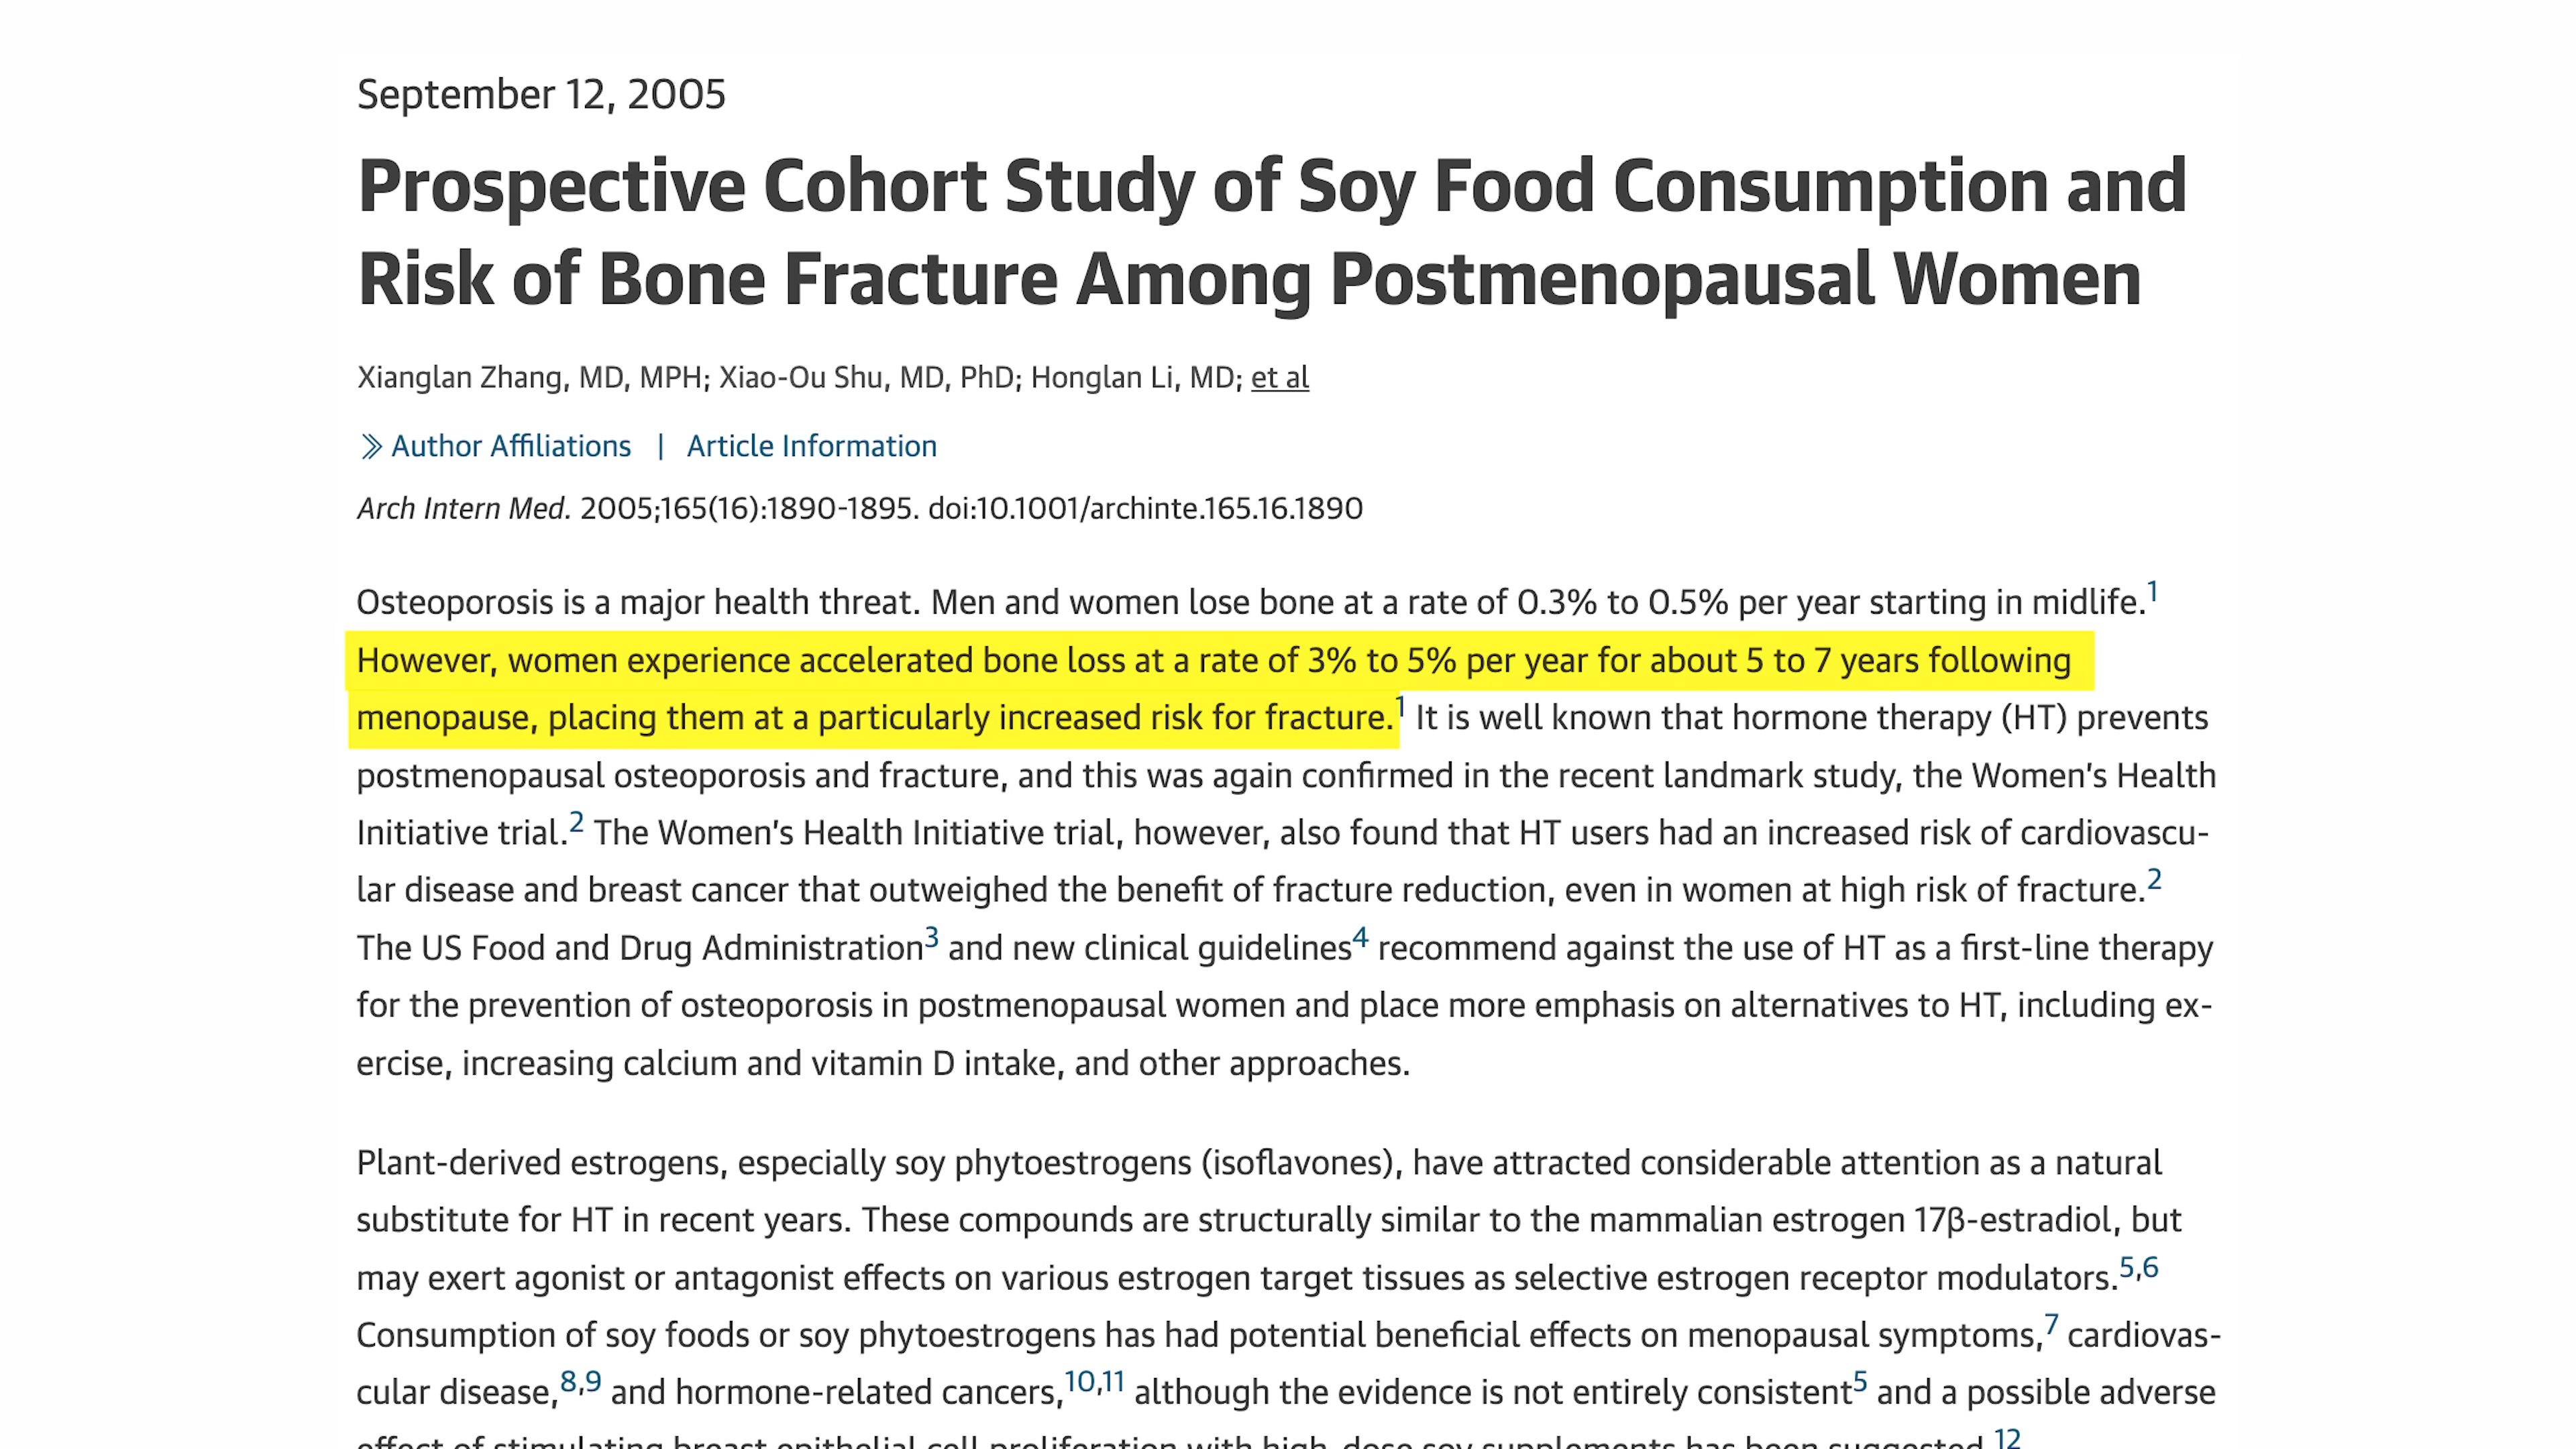 September 12, 2005
Prospective Cohort Study of Soy Food Consumption and
Risk of Bone Fracture Among Postmenopausal Women
Xianglan Zhang, MD, MPH; Xiao-Ou Shu, MD, PhD; Honglan Li, MD; et al
≫ Author Affiliations | Article Information
Arch Intern Med. 2005;165(16):1890-1895. doi:10.1001/archinte.165.16.1890
Osteoporosis is a major health threat. Men and women lose bone at a rate of 0.3% to 0.5% per year starting in midlife.1
However, women experience accelerated bone loss at a rate of 3% to 5% per year for about 5 to 7 years following
menopause, placing them at a particularly increased risk for fracture.1 It is well known that hormone therapy (HT) prevents
postmenopausal osteoporosis and fracture, and this was again confirmed in the recent landmark study, the Women’s Health
Initiative trial.2 The Women’s Health Initiative trial, however, also found that HT users had an increased risk of cardiovascu-
lar disease and breast cancer that outweighed the benefit of fracture reduction, even in women at high risk of fracture.2
The US Food and Drug Administration3 and new clinical guidelines4 recommend against the use of HT as a first-line therapy
for the prevention of osteoporosis in postmenopausal women and place more emphasis on alternatives to HT, including ex-
ercise, increasing calcium and vitamin D intake, and other approaches.
Plant-derived estrogens, especially soy phytoestrogens (isoflavones), have attracted considerable attention as a natural
substitute for HT in recent years. These compounds are structurally similar to the mammalian estrogen 17β-estradiol, but
may exert agonist or antagonist effects on various estrogen target tissues as selective estrogen receptor modulators.5,6
Consumption of soy foods or soy phytoestrogens has had potential beneficial effects on menopausal symptoms,7 cardiovas-
cular disease,8,9 and hormone-related cancers,10,11 although the evidence is not entirely consistent5 and a possible adverse
effect of stimulating breast epithelial cell proliferation with high-dose soy supplements has been suggested.12